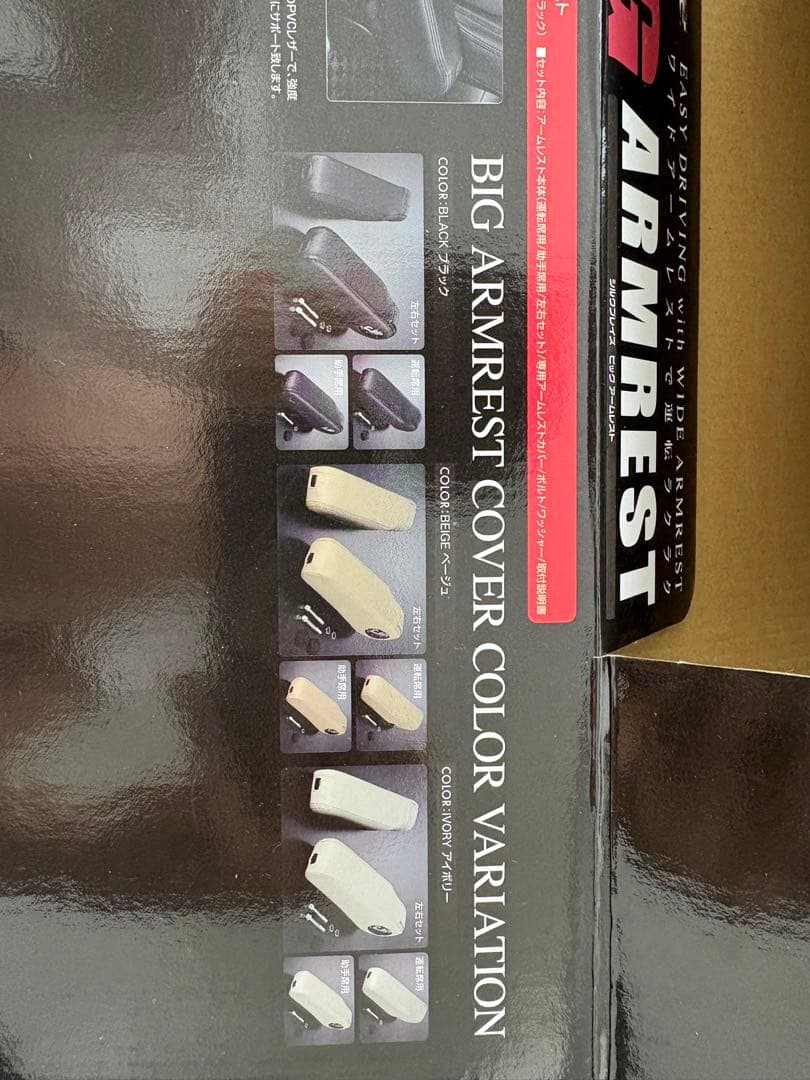 EASY DRIVING with WIDE ARMREST
ワイドアームレストで運転ラクラク
G ARMREST
シルクブレイズ ビッグアームレスト
スト
ラック) ■セット内容:アームレスト本体(運転席用/助手席用/左右セット)/専用アームレストカバー/ボルト/ワッシャー/取付説明書
BIG ARMREST COVER COLOR VARIATION
COLOR:BLACK ブラック
左右セット
運転席用
助手席用
COLOR:BEIGE ベージュ
左右セット
運転席用
助手席用
COLOR:IVORY アイボリー
左右セット
運転席用
助手席用
PVCレザーで、強度
にサポート致します。